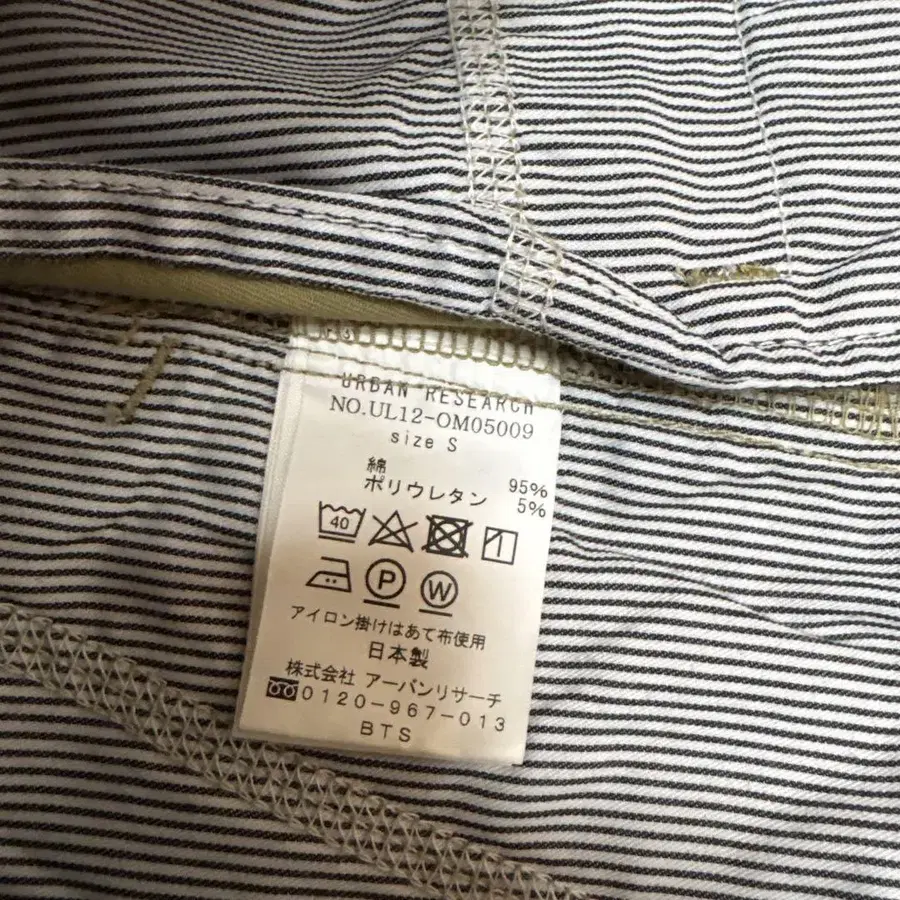 URBAN RESEARCH
NO.UL12-OM05009
size S
綿 95%
ポリウレタン 5%
40
P W
アイロン掛けはあて布使用
日本製
株式会社 アーバンリサーチ
0120-967-013
BTS